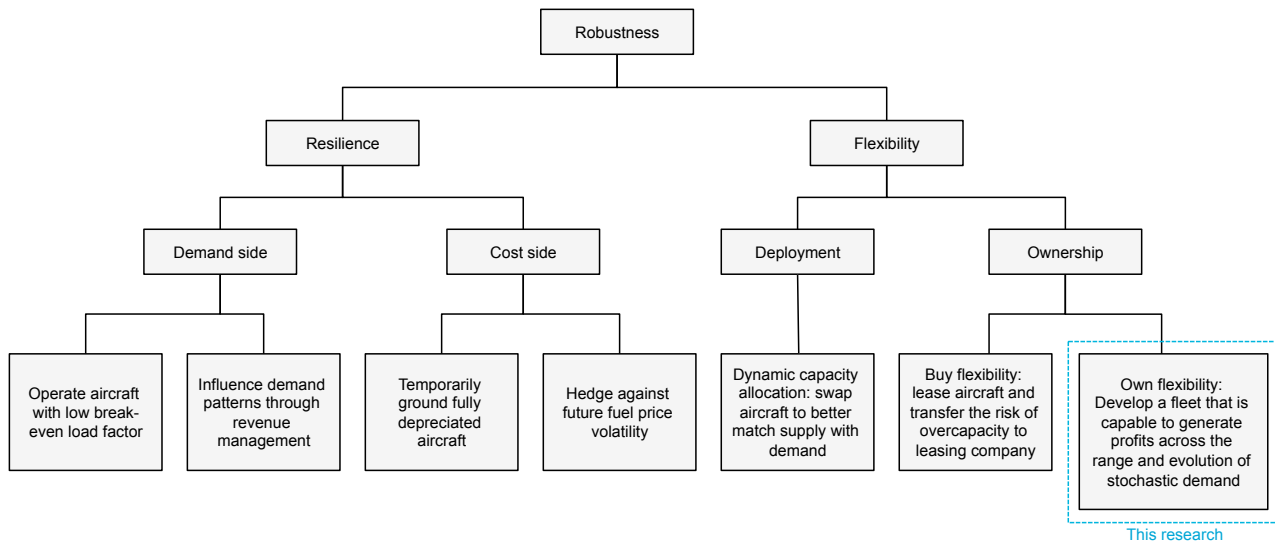 Robustness
Resilience
Flexibility
Demand side
Cost side
Deployment
Ownership
Operate aircraft
with low break-
even load factor
Influence demand
patterns through
revenue
management
Temporarily
ground fully
depreciated
aircraft
Hedge against
future fuel price
volatility
Dynamic capacity
allocation: swap
aircraft to better
match supply with
demand
Buy flexibility:
lease aircraft and
transfer the risk of
overcapacity to
leasing company
Own flexibility:
Develop a fleet that is
capable to generate
profits across the
range and evolution of
stochastic demand
This research